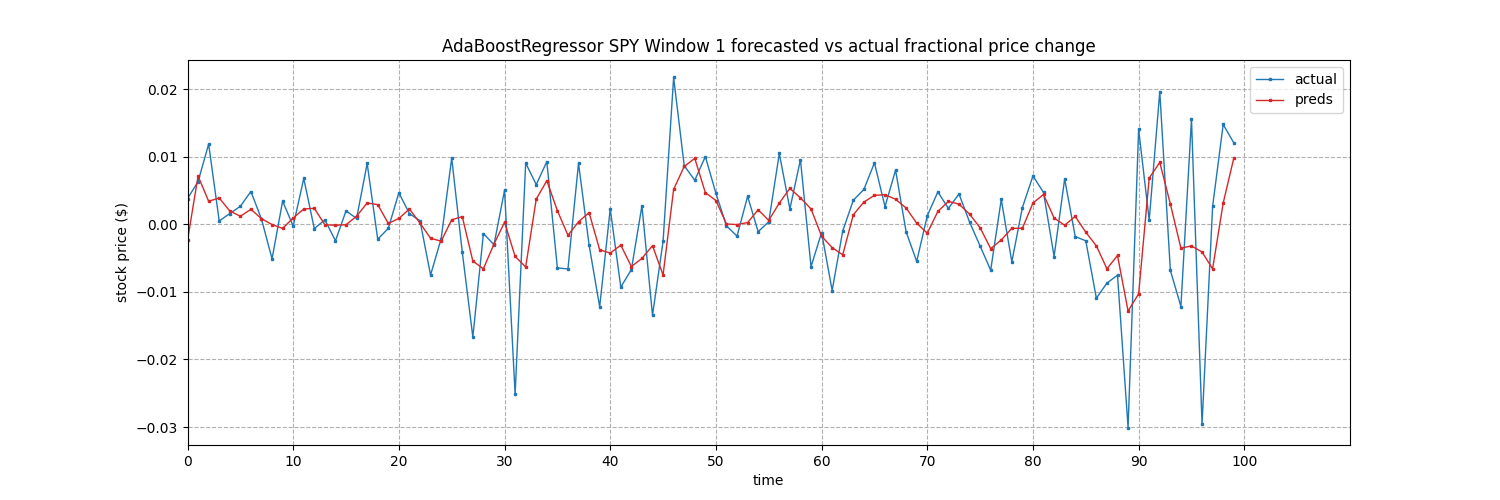 AdaBoostRegressor SPY Window 1 forecasted vs actual fractional price change
actual
preds
stock price ($)
0.02
0.01
0.00
−0.01
−0.02
−0.03
0 10 20 30 40 50 60 70 80 90 100
time